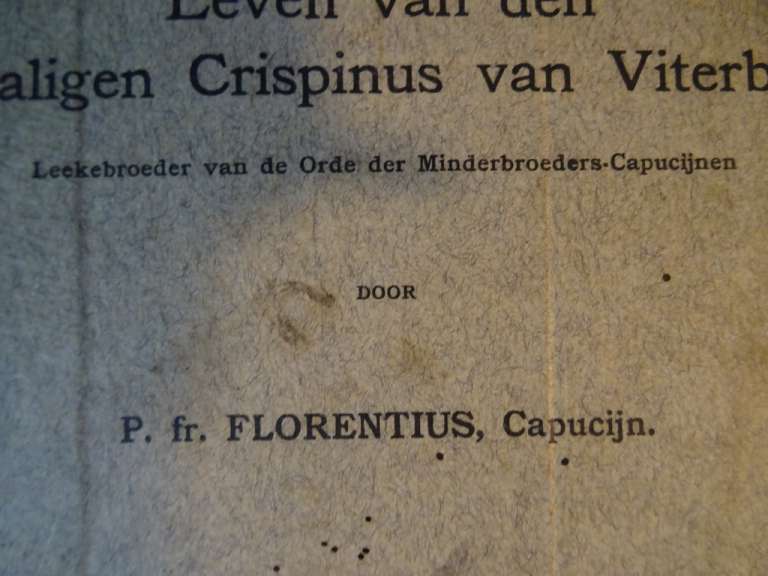 Leven van den
aligen Crispinus van Viterb
Leekebroeder van de Orde der Minderbroeders-Capucijnen
DOOR
P. fr. FLORENTIUS, Capucijn.